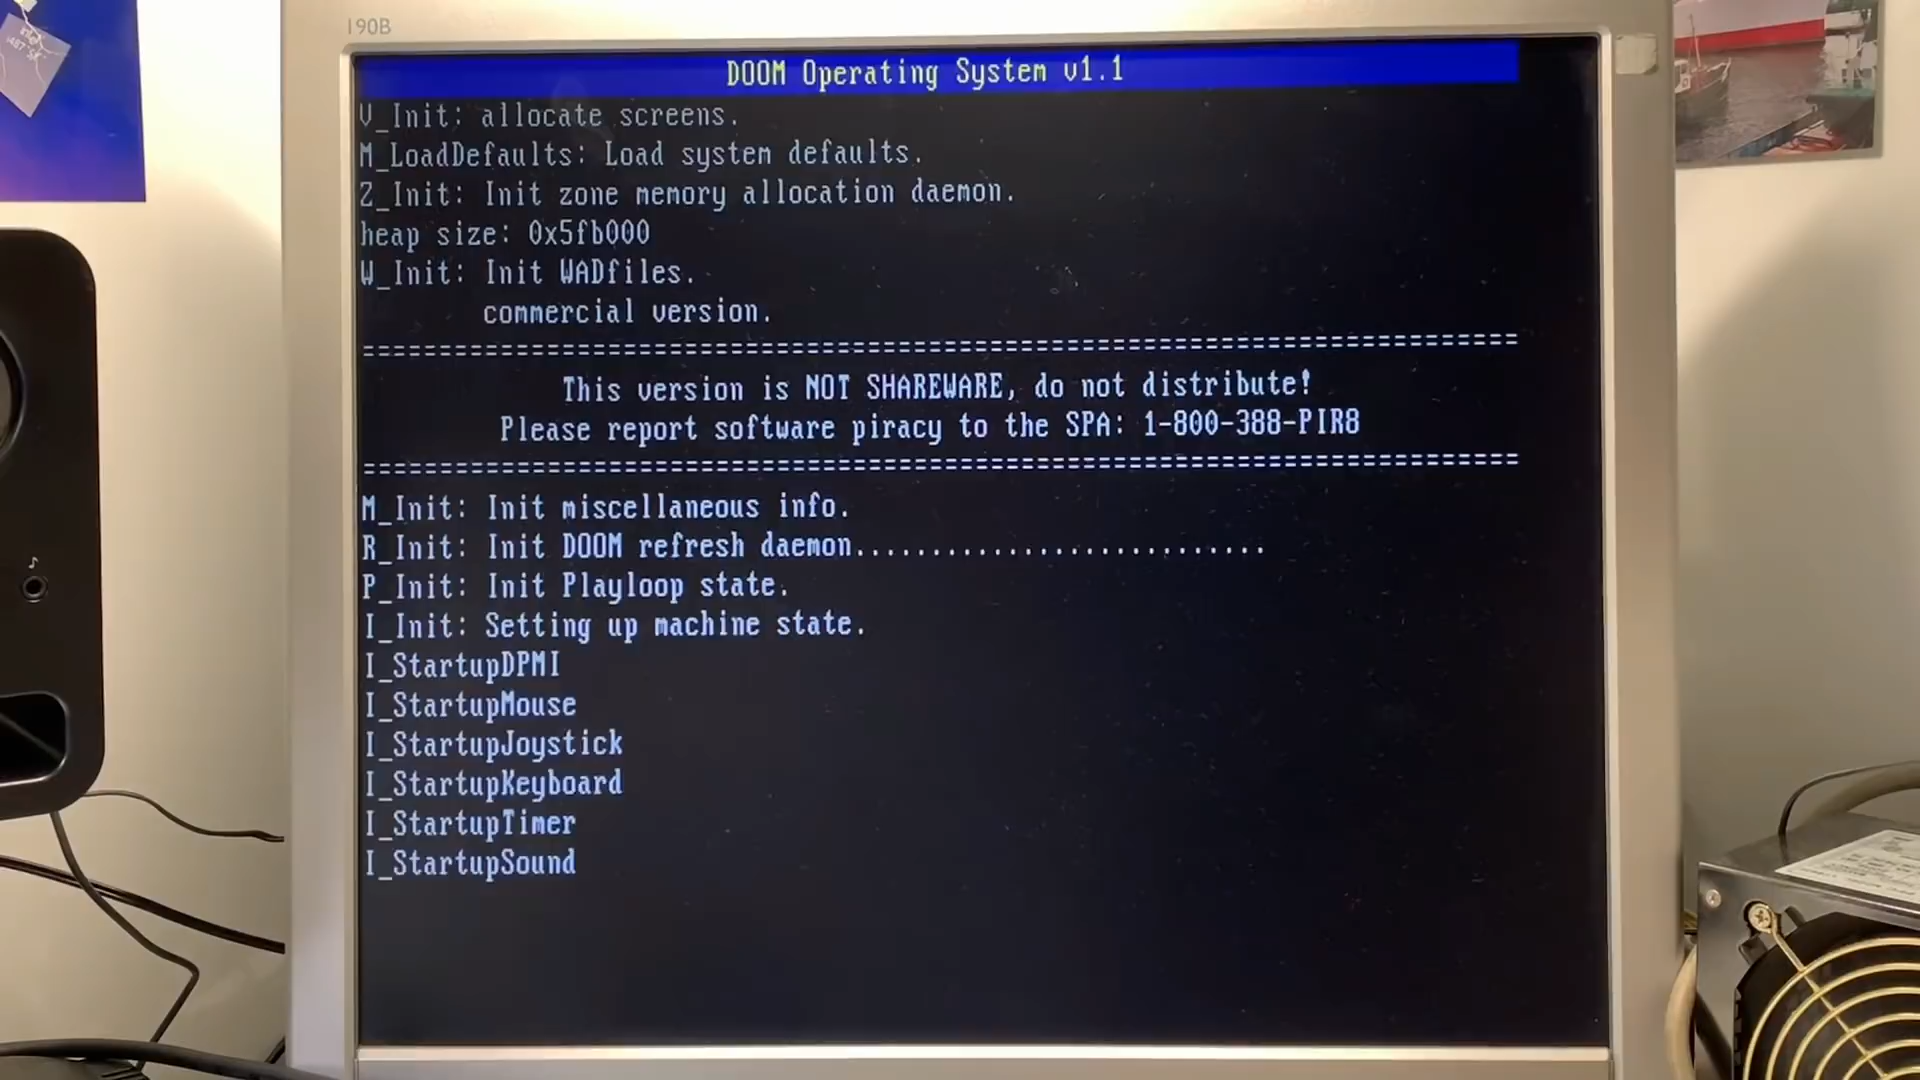 190B
DOOM Operating System v1.1
V_Init: allocate screens.
M_LoadDefaults: Load system defaults.
Z_Init: Init zone memory allocation daemon.
heap size: 0x5fb000
W_Init: Init WADfiles.
commercial version.
===========================================================================
This version is NOT SHAREWARE, do not distribute!
Please report software piracy to the SPA: 1-800-388-PIR8
===========================================================================
M_Init: Init miscellaneous info.
R_Init: Init DOOM refresh daemon...........................
P_Init: Init Playloop state.
I_Init: Setting up machine state.
I_StartupDPMI
I_StartupMouse
I_StartupJoystick
I_StartupKeyboard
I_StartupTimer
I_StartupSound